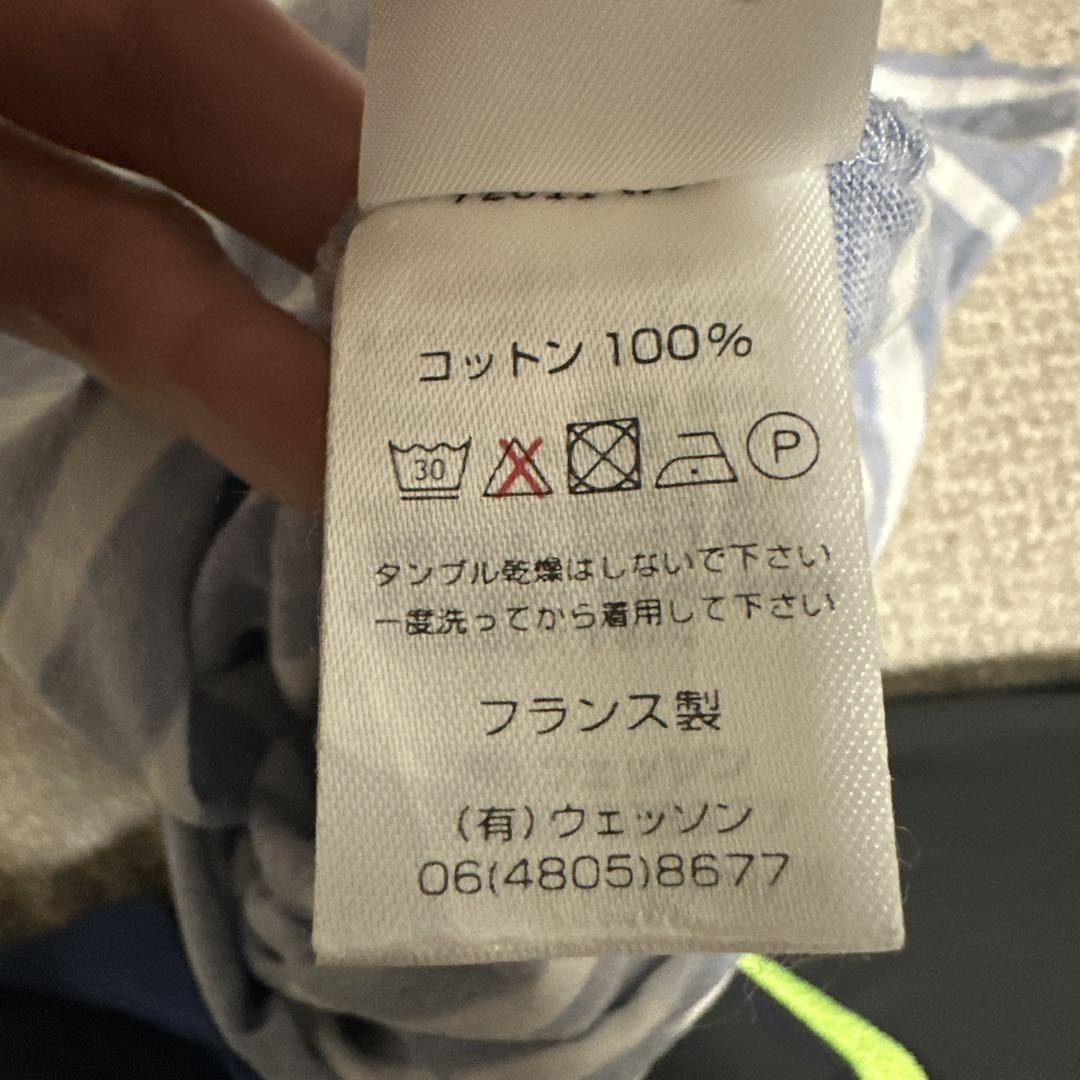 コットン 100%
30 P
タンブル乾燥はしないで下さい
一度洗ってから着用して下さい
フランス製
(有)ウェッソン
06(4805)8677